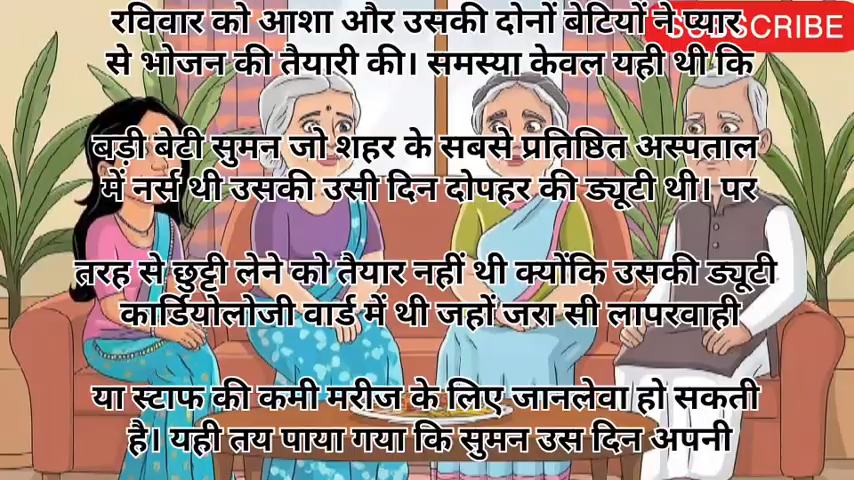 रविवार को आशा और उसकी दोनों बेटियों ने प्यार
SUBSCRIBE
से भोजन की तैयारी की। समस्या केवल यही थी कि
बड़ी बेटी सुमन जो शहर के सबसे प्रतिष्ठित अस्पताल
में नर्स थी उसकी उसी दिन दोपहर की ड्यूटी थी। पर
तरह से छुट्टी लेने को तैयार नहीं थी क्योंकि उसकी ड्यूटी
कार्डियोलोजी वार्ड में थी जहों जरा सी लापरवाही
या स्टाफ की कमी मरीज के लिए जानलेवा हो सकती
है। यही तय पाया गया कि सुमन उस दिन अपनी